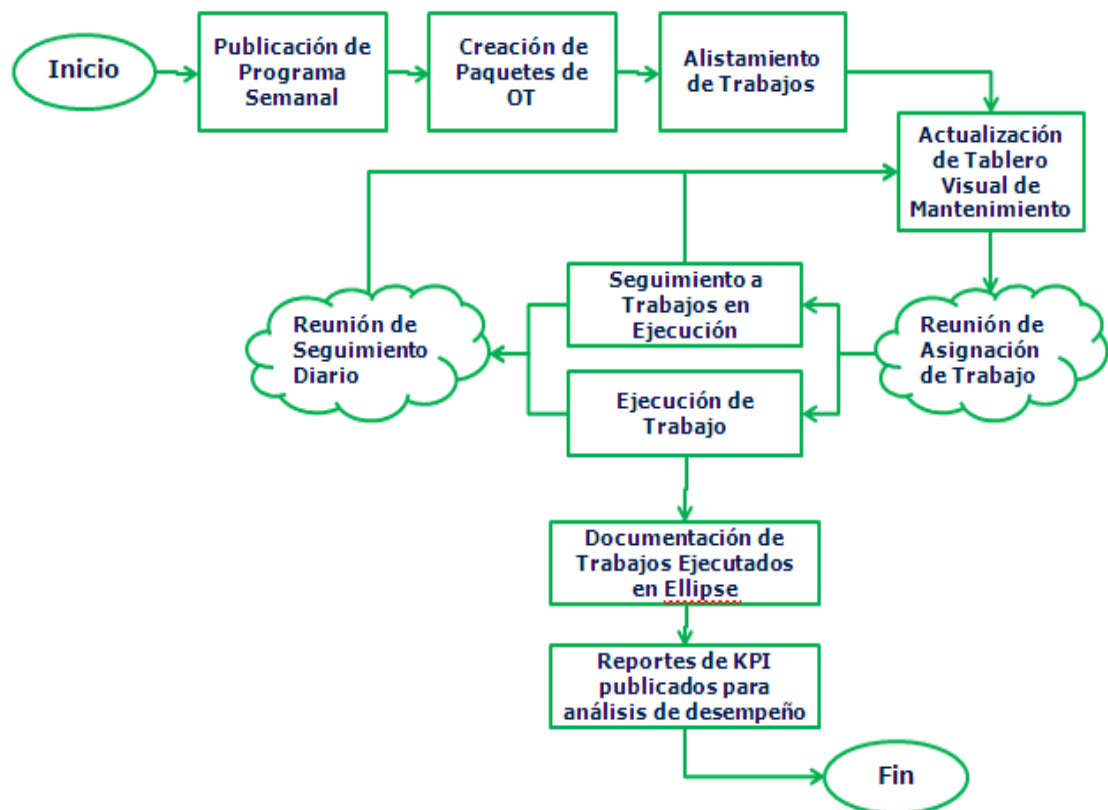 Inicio
Publicación de
Programa
Semanal
Creación de
Paquetes de
OT
Alistamiento
de Trabajos
Actualización
de Tablero
Visual de
Mantenimiento
Reunión de
Asignación
de Trabajo
Seguimiento a
Trabajos en
Ejecución
Ejecución de
Trabajo
Reunión de
Seguimiento
Diario
Documentación de
Trabajos Ejecutados
en Ellipse
Reportes de KPI
publicados para
análisis de desempeño
Fin